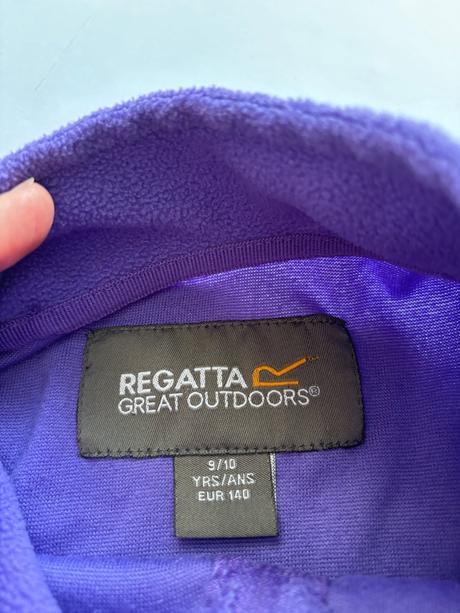 REGATTA
GREAT OUTDOORS®
9/10
YRS/ANS
EUR 140